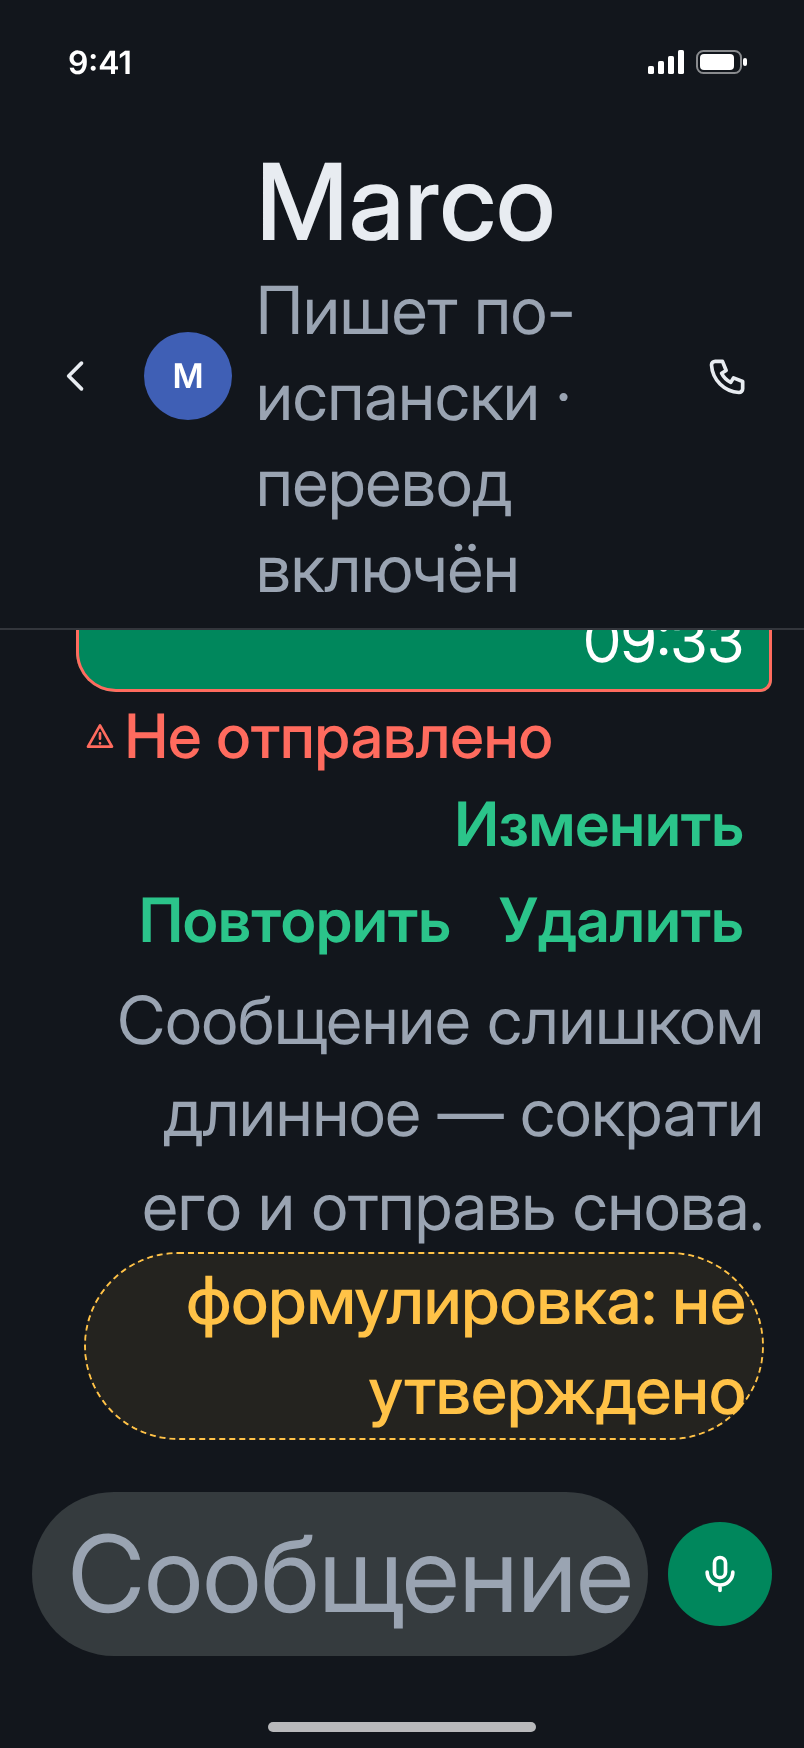 9:41
Marco
Пишет по-
испански ·
перевод
включён
M
09:33
Не отправлено
Изменить
Повторить Удалить
Сообщение слишком
длинное — сократи
его и отправь снова.
формулировка: не
утверждено
Сообщение